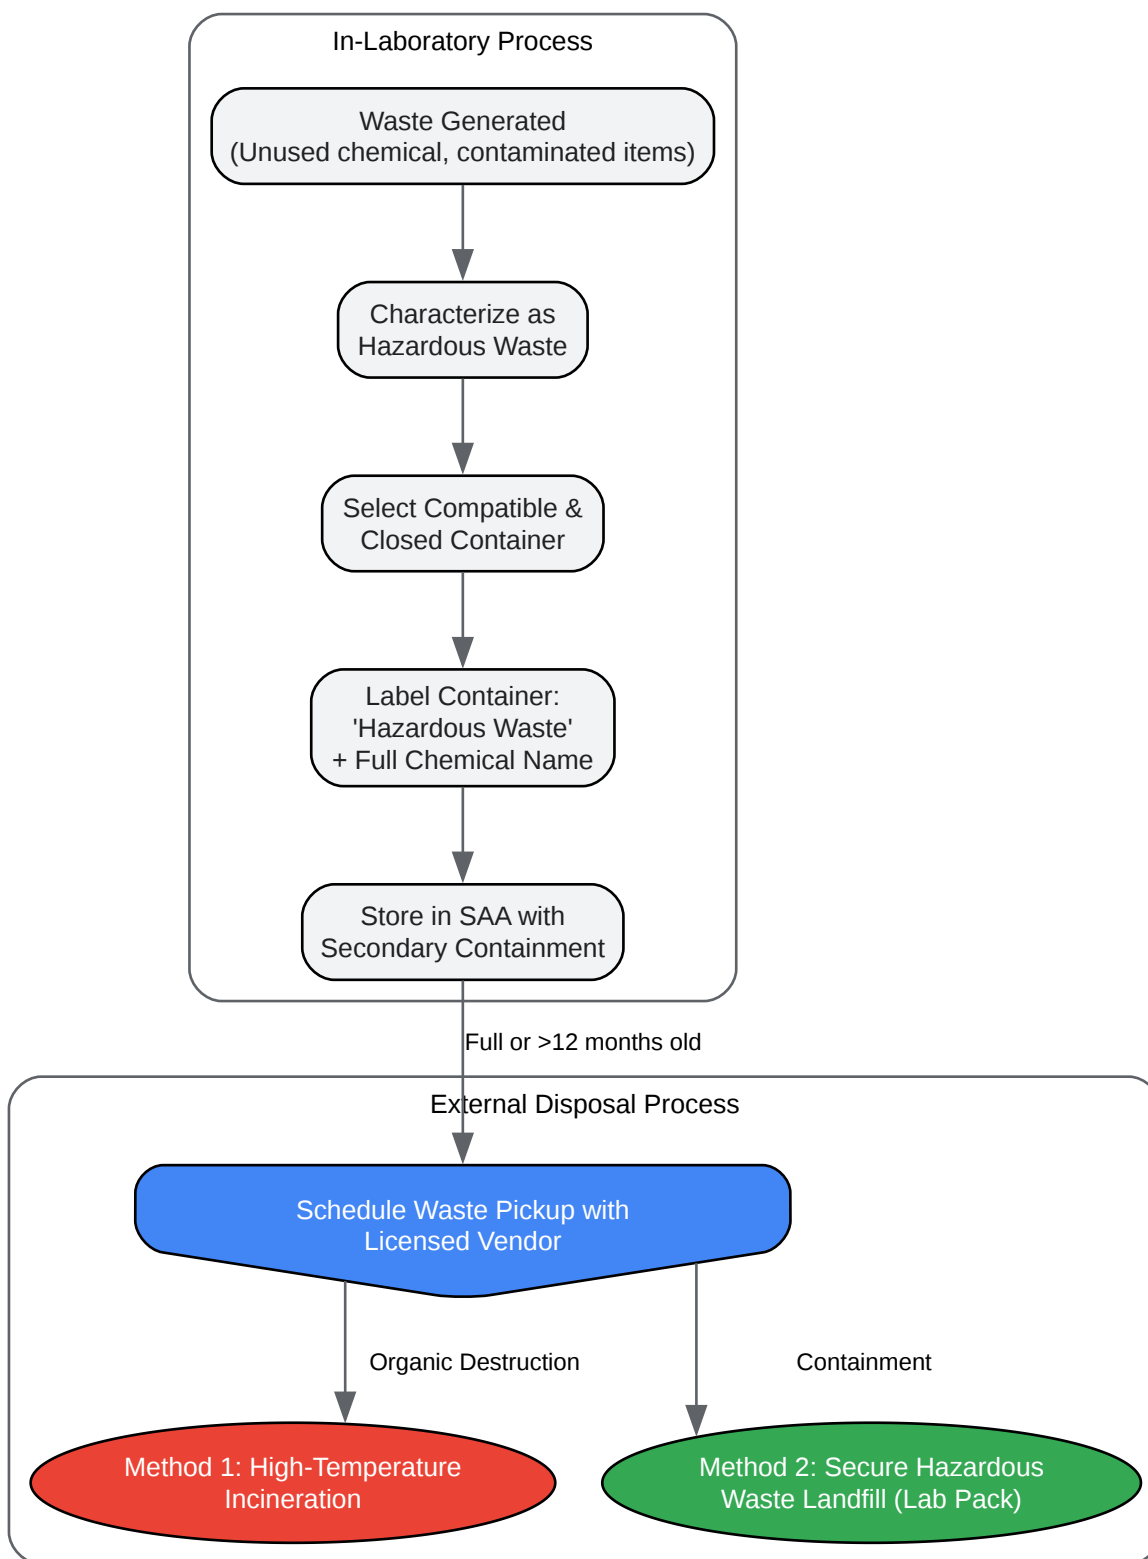 In-Laboratory Process
Waste Generated
(Unused chemical, contaminated items)
Characterize as
Hazardous Waste
Select Compatible &
Closed Container
Label Container:
'Hazardous Waste'
+ Full Chemical Name
Store in SAA with
Secondary Containment
Full or >12 months old
External Disposal Process
Schedule Waste Pickup with
Licensed Vendor
Organic Destruction
Containment
Method 1: High-Temperature
Incineration
Method 2: Secure Hazardous
Waste Landfill (Lab Pack)